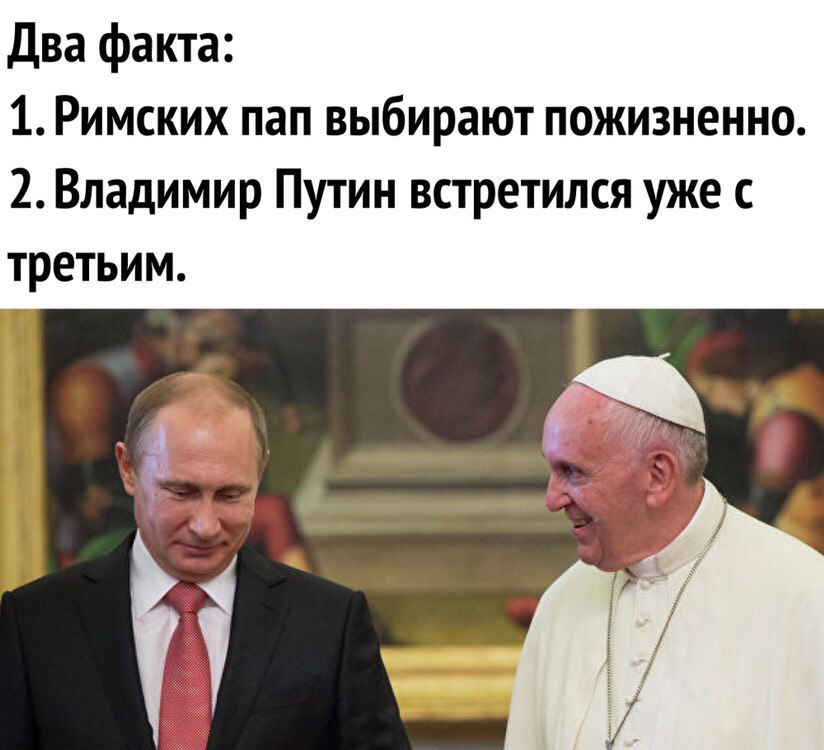 Два факта:
1. Римских пап выбирают пожизненно.
2. Владимир Путин встретился уже с
третьим.